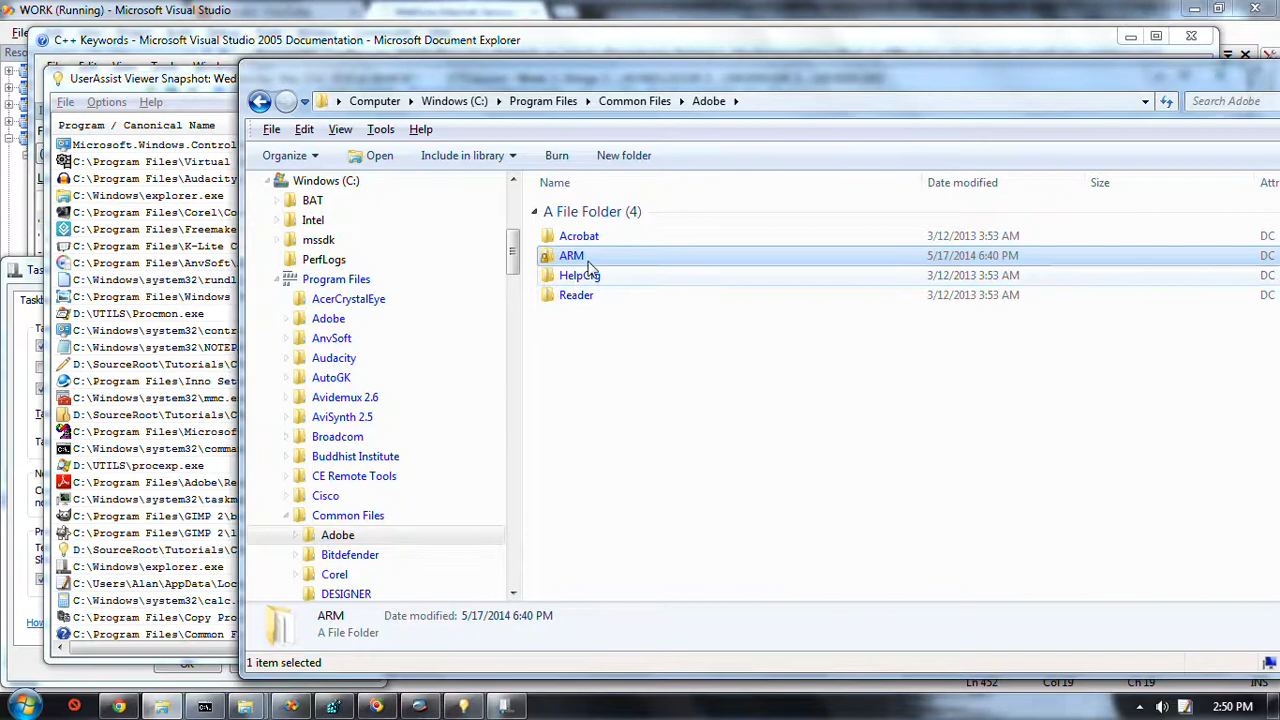 WORK (Running) - Microsoft Visual Studio
C++ Keywords - Microsoft Visual Studio 2005 Documentation - Microsoft Document Explorer
UserAssist Viewer Snapshot: Wed
File Options Help
Program / Canonical Name
Microsoft.Windows.Control
C:\Program Files\Virtual
C:\Program Files\Audacity
C:\Windows\explorer.exe
C:\Program Files\Corel\Co
C:\Program Files\Freemake
C:\Program Files\K-Lite C
C:\Program Files\AnvSoft\
C:\Windows\system32\rundl
C:\Program Files\Windows
D:\UTILS\Procmon.exe
C:\Windows\system32\contr
C:\Windows\system32\NOTEP
D:\SourceRoot\Tutorials\C
C:\Program Files\Inno Set
C:\Windows\system32\mmc.e
D:\SourceRoot\Tutorials\C
C:\Program Files\Microsof
C:\Windows\system32\comma
D:\UTILS\procexp.exe
C:\Program Files\Adobe\Re
C:\Windows\system32\taskm
C:\Program Files\GIMP 2\b
C:\Program Files\GIMP 2\l
D:\SourceRoot\Tutorials\C
C:\Windows\explorer.exe
C:\Users\Alan\AppData\Loc
C:\Windows\system32\calc.
C:\Program Files\Copy Pro
C:\Program Files\Common F
Computer Windows (C:) Program Files Common Files Adobe
Search Adobe
File Edit View Tools Help
Organize Open Include in library Burn New folder
Windows (C:)
BAT
Intel
mssdk
PerfLogs
Program Files
AcerCrystalEye
Adobe
AnvSoft
Audacity
AutoGK
Avidemux 2.6
AviSynth 2.5
Broadcom
Buddhist Institute
CE Remote Tools
Cisco
Common Files
Adobe
Bitdefender
Corel
DESIGNER
Name Date modified Size Attr
A File Folder (4)
Acrobat 3/12/2013 3:53 AM DC
ARM 5/17/2014 6:40 PM DC
HelpCfg 3/12/2013 3:53 AM DC
Reader 3/12/2013 3:53 AM DC
ARM Date modified: 5/17/2014 6:40 PM
A File Folder
1 item selected
Ln 452 Col 19 Ch 19 INS
2:50 PM